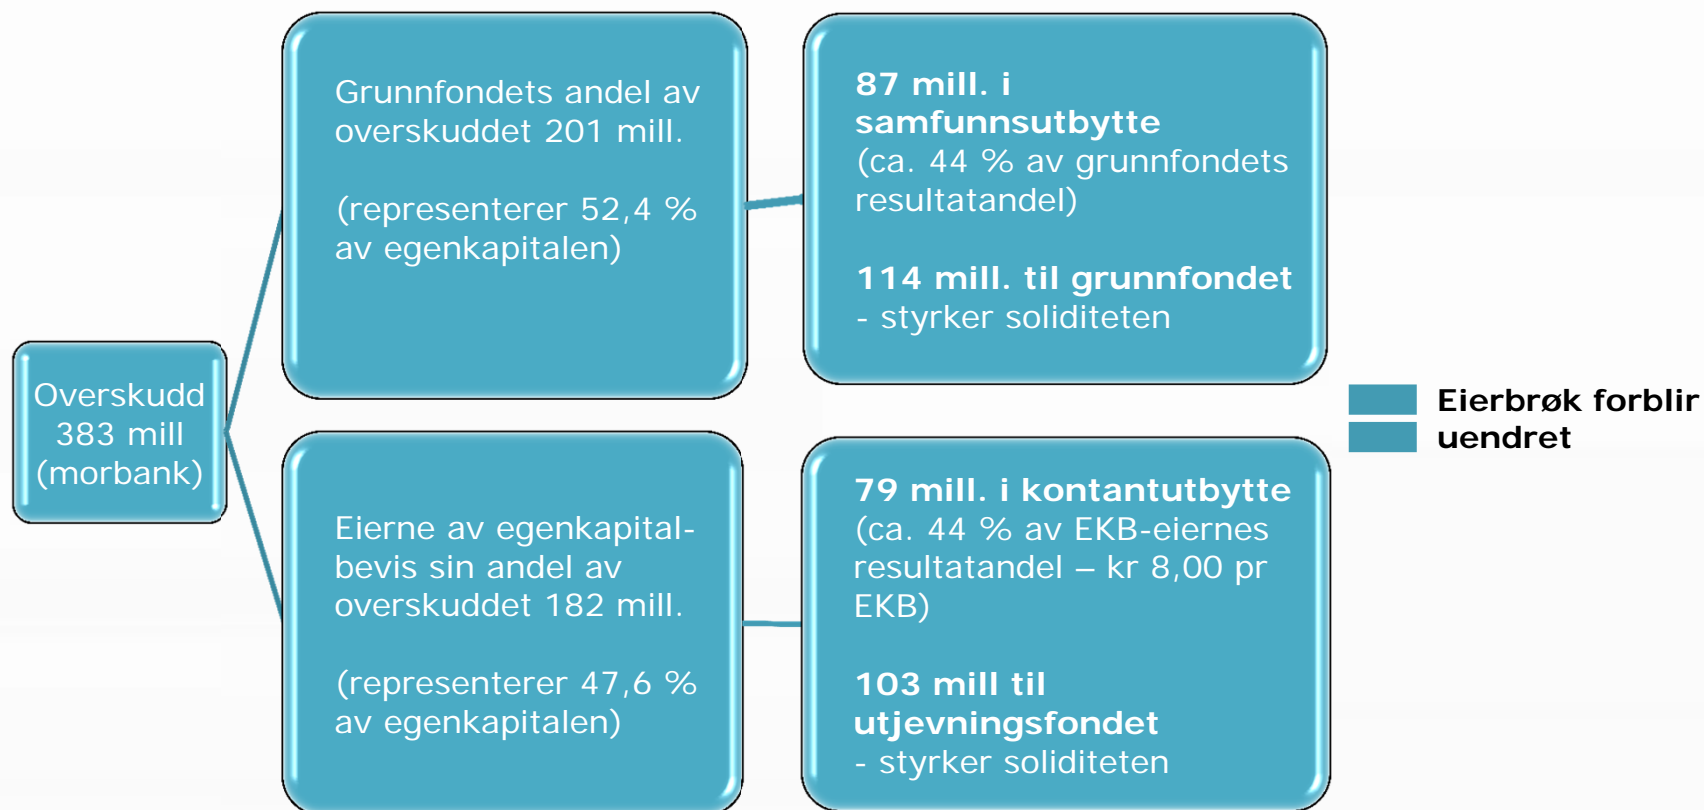 Overskudd
383 mill
(morbank)
Grunnfondets andel av
overskuddet 201 mill.
(representerer 52,4 %
av egenkapitalen)
87 mill. i
samfunnsutbytte
(ca. 44 % av grunnfondets
resultatandel)
114 mill. til grunnfondet
- styrker soliditeten
Eierne av egenkapital-
bevis sin andel av
overskuddet 182 mill.
(representerer 47,6 %
av egenkapitalen)
79 mill. i kontantutbytte
(ca. 44 % av EKB-eiernes
resultatandel – kr 8,00 pr
EKB)
103 mill til
utjevningsfondet
- styrker soliditeten
Eierbrøk forblir
uendret